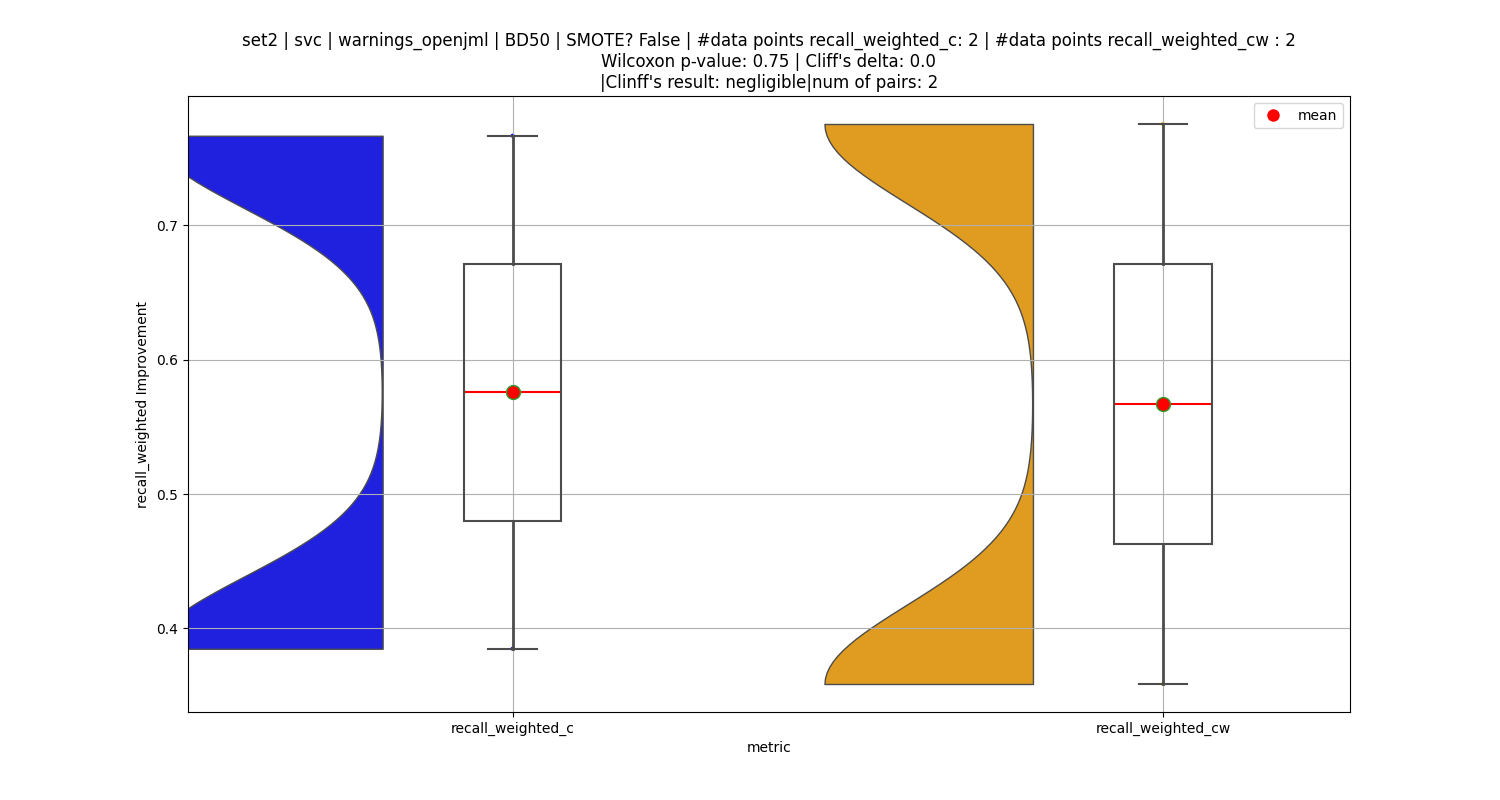 set2 | svc | warnings_openjml | BD50 | SMOTE? False | #data points recall_weighted_c: 2 | #data points recall_weighted_cw : 2
Wilcoxon p-value: 0.75 | Cliff's delta: 0.0
|Clinff's result: negligible|num of pairs: 2
mean
0.7
0.6
0.5
0.4
recall_weighted Improvement
recall_weighted_c
recall_weighted_cw
metric